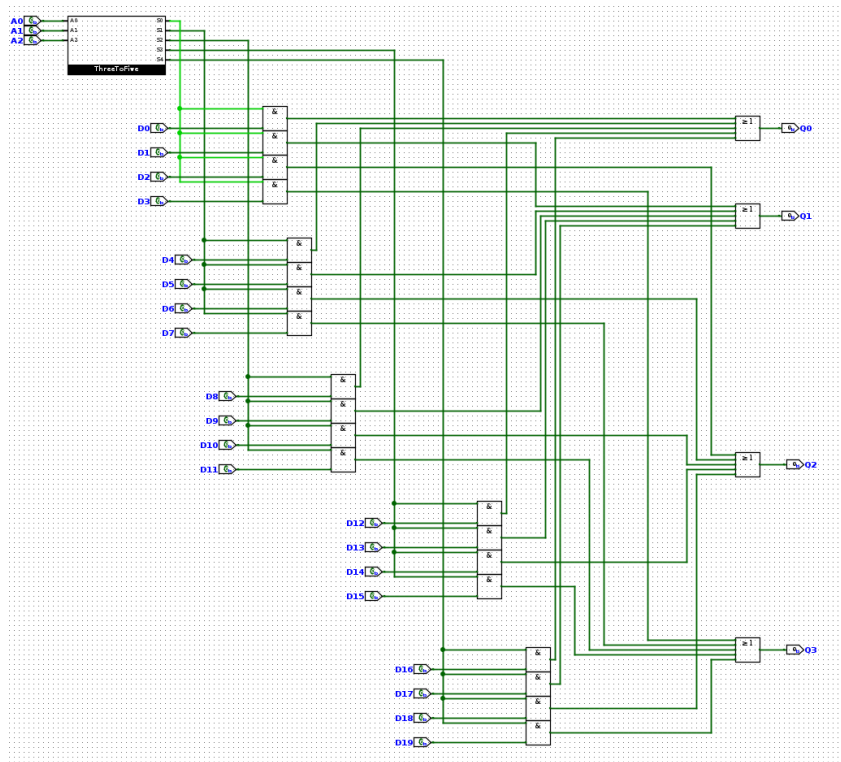 A0 A0 S0
A1 A1 S1
A2 A2 S2
S3
S4
ThreeToFive
&
D0
&
D1
&
D2
&
D3
≥1
Q0
≥1
Q1
&
D4
&
D5
&
D6
&
D7
&
D8
&
D9
&
D10
&
D11
≥1
Q2
&
D12
&
D13
&
D14
&
D15
≥1
Q3
&
D16
&
D17
&
D18
&
D19